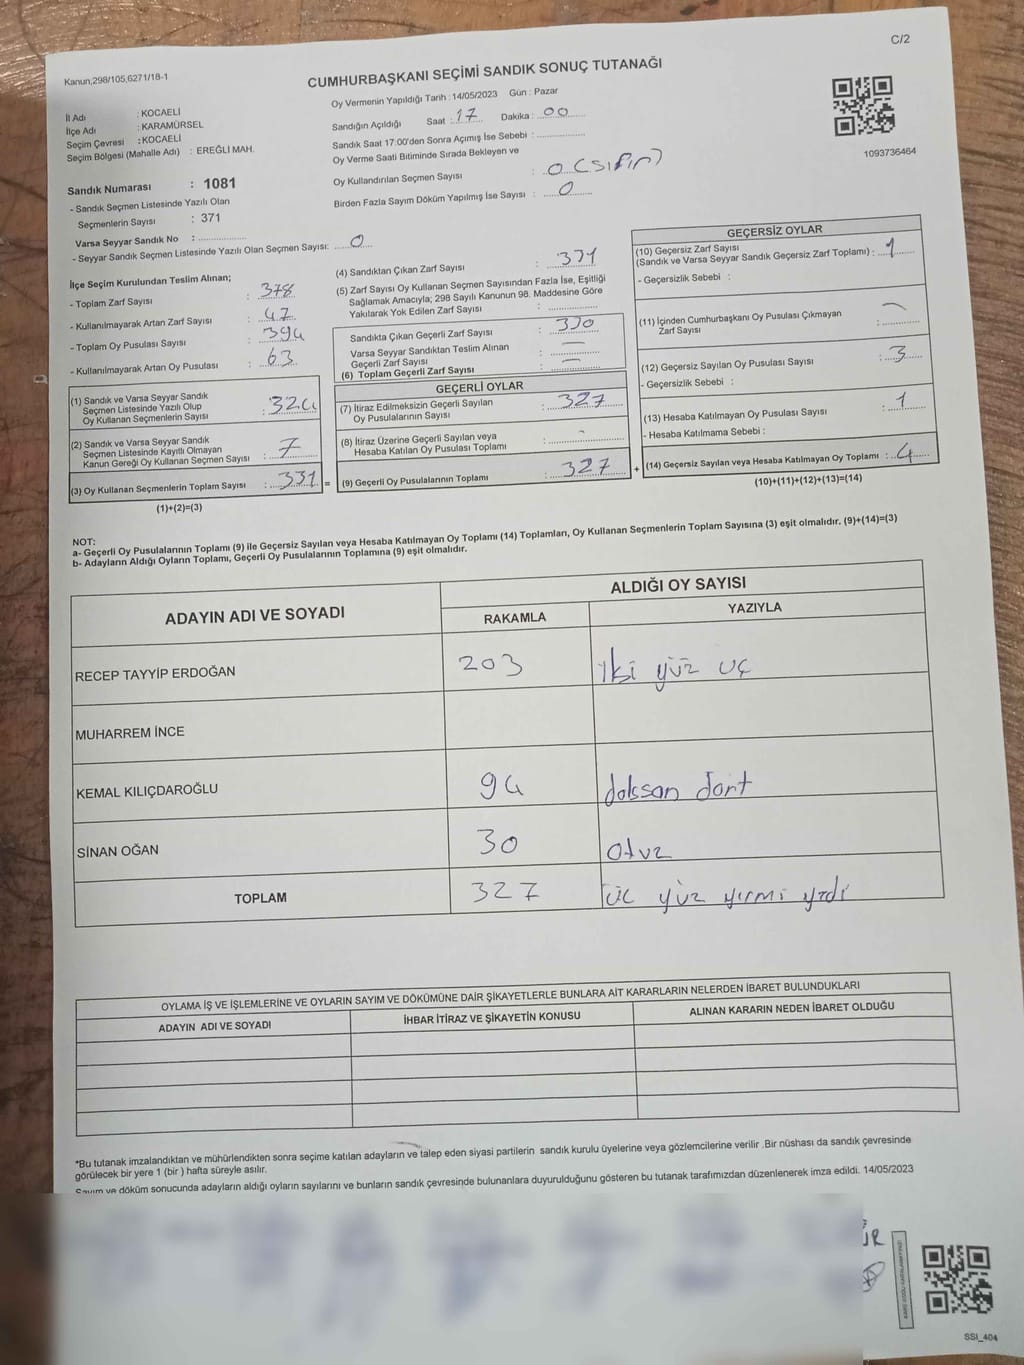 C/2
Kanun,298/105,6271/18-1
CUMHURBAŞKANI SEÇİMİ SANDIK SONUÇ TUTANAĞI
Oy Vermenin Yapıldığı Tarih : 14/05/2023 Gün : Pazar
İl Adı : KOCAELİ
İlçe Adı : KARAMÜRSEL
Seçim Çevresi : KOCAELİ
Seçim Bölgesi (Mahalle Adı) : EREĞLİ MAH.
Sandığın Açıldığı Saat : 17 Dakika : 00
Sandık Saat 17:00'den Sonra Açımış İse Sebebi :
Oy Verme Saati Bitiminde Sırada Bekleyen ve
Oy Kullandırılan Seçmen Sayısı : 0 (sıfır)
Birden Fazla Sayım Döküm Yapılmış İse Sayısı : 0
1093736464
Sandık Numarası : 1081
- Sandık Seçmen Listesinde Yazılı Olan
Seçmenlerin Sayısı : 371
Varsa Seyyar Sandık No :
- Seyyar Sandık Seçmen Listesinde Yazılı Olan Seçmen Sayısı: 0
İlçe Seçim Kurulundan Teslim Alınan;
- Toplam Zarf Sayısı : 378
- Kullanılmayarak Artan Zarf Sayısı : 47
- Toplam Oy Pusulası Sayısı : 394
- Kullanılmayarak Artan Oy Pusulası : 63
(1) Sandık ve Varsa Seyyar Sandık
Seçmen Listesinde Yazılı Olup
Oy Kullanan Seçmenlerin Sayısı : 324
(2) Sandık ve Varsa Seyyar Sandık
Seçmen Listesinde Kayıtlı Olmayan
Kanun Gereği Oy Kullanan Seçmen Sayısı : 7
(3) Oy Kullanan Seçmenlerin Toplam Sayısı : 331 =
(1)+(2)=(3)
(4) Sandıktan Çıkan Zarf Sayısı : 331
(5) Zarf Sayısı Oy Kullanan Seçmen Sayısından Fazla İse, Eşitliği
Sağlamak Amacıyla; 298 Sayılı Kanunun 98. Maddesine Göre
Yakılarak Yok Edilen Zarf Sayısı :
Sandıkta Çıkan Geçerli Zarf Sayısı : 330
Varsa Seyyar Sandıktan Teslim Alınan
Geçerli Zarf Sayısı : —
(6) Toplam Geçerli Zarf Sayısı : —
GEÇERLİ OYLAR
(7) İtiraz Edilmeksizin Geçerli Sayılan
Oy Pusulalarının Sayısı : 327
(8) İtiraz Üzerine Geçerli Sayılan veya
Hesaba Katılan Oy Pusulası Toplamı : -
(9) Geçerli Oy Pusulalarının Toplamı : 327 +
GEÇERSİZ OYLAR
(10) Geçersiz Zarf Sayısı
(Sandık ve Varsa Seyyar Sandık Geçersiz Zarf Toplamı) : 1
- Geçersizlik Sebebi :
(11) İçinden Cumhurbaşkanı Oy Pusulası Çıkmayan
Zarf Sayısı : —
(12) Geçersiz Sayılan Oy Pusulası Sayısı : 3
- Geçersizlik Sebebi :
(13) Hesaba Katılmayan Oy Pusulası Sayısı : 1
- Hesaba Katılmama Sebebi :
(14) Geçersiz Sayılan veya Hesaba Katılmayan Oy Toplamı : 4
(10)+(11)+(12)+(13)=(14)
NOT:
a- Geçerli Oy Pusulalarının Toplamı (9) ile Geçersiz Sayılan veya Hesaba Katılmayan Oy Toplamı (14) Toplamları, Oy Kullanan Seçmenlerin Toplam Sayısına (3) eşit olmalıdır. (9)+(14)=(3)
b- Adayların Aldığı Oyların Toplamı, Geçerli Oy Pusulalarının Toplamına (9) eşit olmalıdır.
ADAYIN ADI VE SOYADI
ALDIĞI OY SAYISI
RAKAMLA YAZIYLA
RECEP TAYYİP ERDOĞAN 203 iki yüz üç
MUHARREM İNCE
KEMAL KILIÇDAROĞLU 94 doksan dört
SİNAN OĞAN 30 otuz
TOPLAM 327 üç yüz yirmi yedi
OYLAMA İŞ VE İŞLEMLERİNE VE OYLARIN SAYIM VE DÖKÜMÜNE DAİR ŞİKAYETLERLE BUNLARA AİT KARARLARIN NELERDEN İBARET BULUNDUKLARI
ADAYIN ADI VE SOYADI İHBAR İTİRAZ VE ŞİKAYETİN KONUSU ALINAN KARARIN NEDEN İBARET OLDUĞU
*Bu tutanak imzalandıktan ve mühürlendikten sonra seçime katılan adayların ve talep eden siyasi partilerin sandık kurulu üyelerine veya gözlemcilerine verilir .Bir nüshası da sandık çevresinde
görülecek bir yere 1 (bir ) hafta süreyle asılır.
Sayım ve döküm sonucunda adayların aldığı oyların sayılarını ve bunların sandık çevresinde bulunanlara duyurulduğunu gösteren bu tutanak tarafımızdan düzenlenerek imza edildi. 14/05/2023
SSI_404